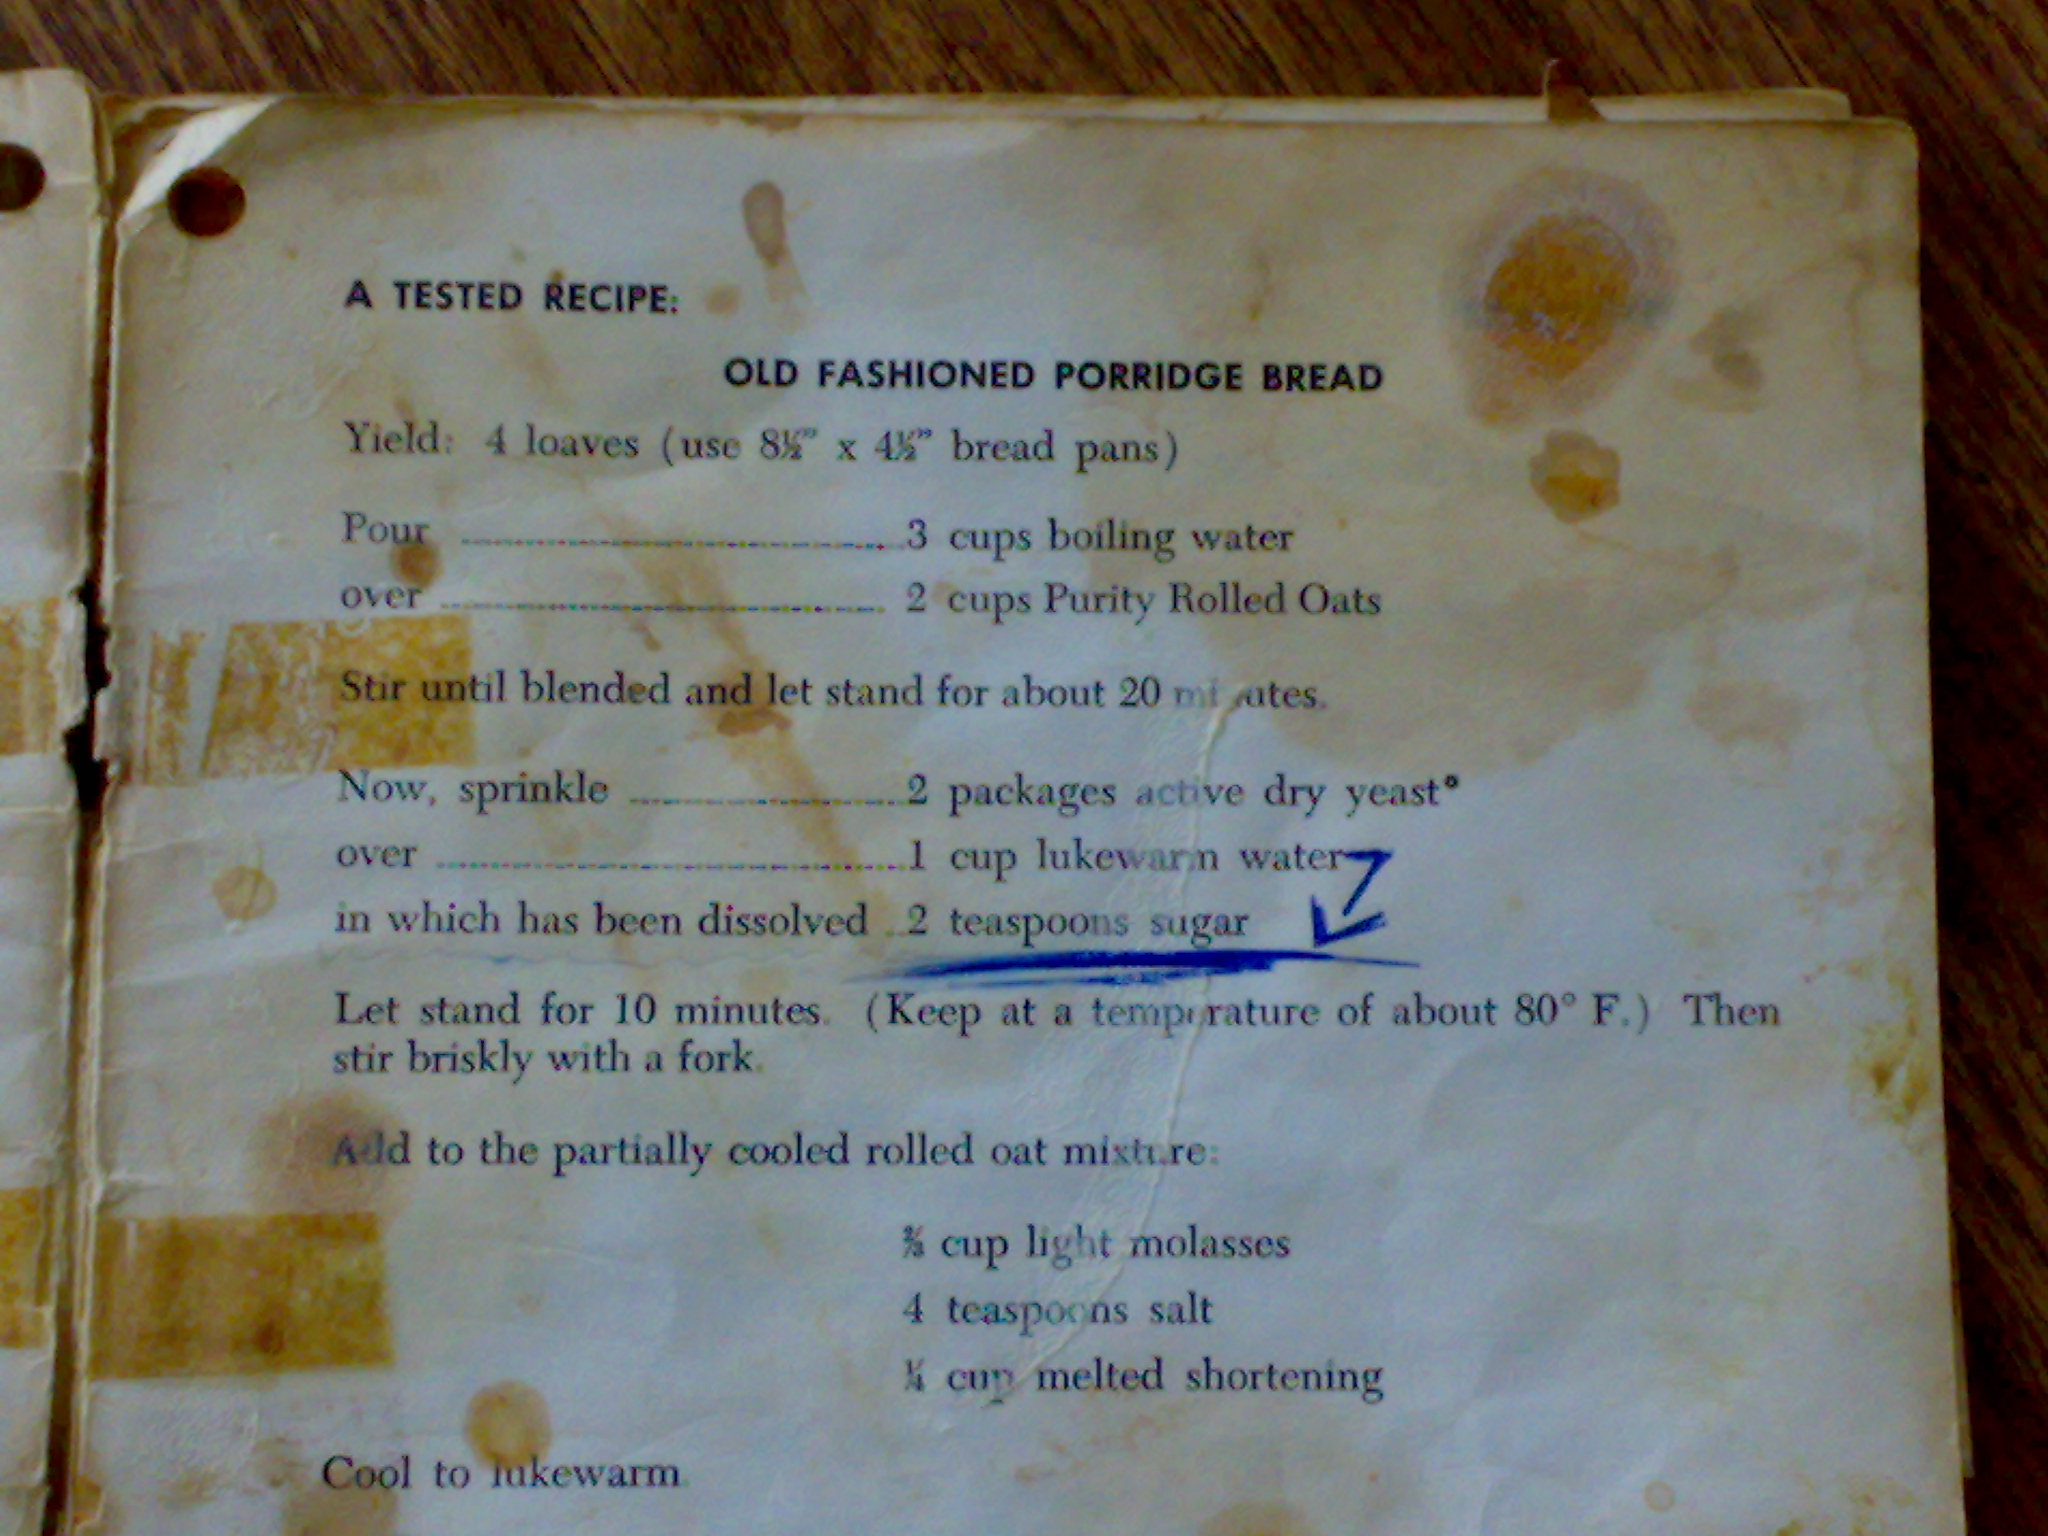 A TESTED RECIPE:
OLD FASHIONED PORRIDGE BREAD
Yield: 4 loaves (use 8½" x 4½" bread pans)
Pour ........................ 3 cups boiling water
over ........................ 2 cups Purity Rolled Oats
Stir until blended and let stand for about 20 minutes.
Now, sprinkle ........................ 2 packages active dry yeast*
over ........................ 1 cup lukewarm water
in which has been dissolved .. 2 teaspoons sugar
Let stand for 10 minutes. (Keep at a temperature of about 80° F.) Then
stir briskly with a fork.
Add to the partially cooled rolled oat mixture:
⅔ cup light molasses
4 teaspoons salt
¼ cup melted shortening
Cool to lukewarm.